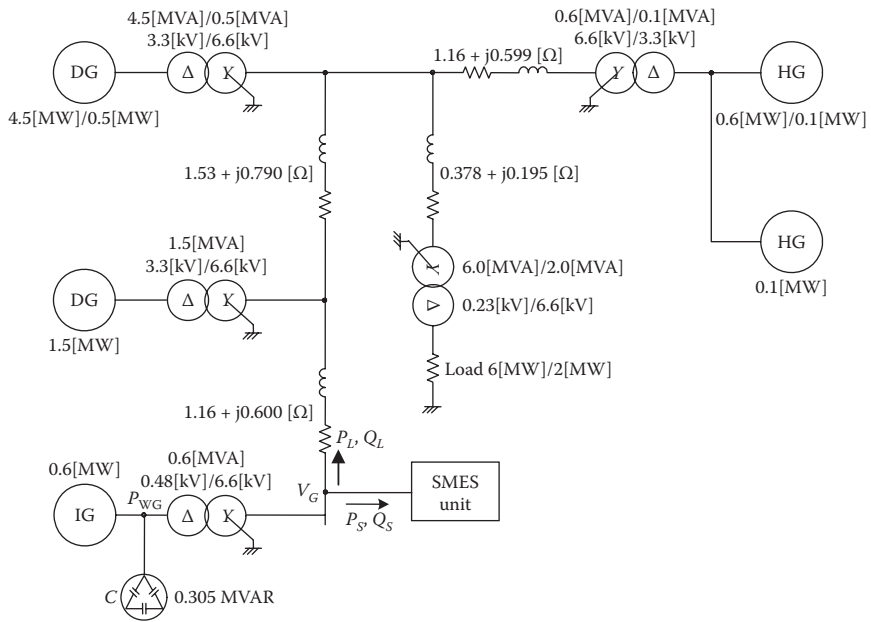 4.5[MVA]/0.5[MVA]
3.3[kV]/6.6[kV]
DG
Δ
Y
4.5[MW]/0.5[MW]
1.16 + j0.599 [Ω]
0.6[MVA]/0.1[MVA]
6.6[kV]/3.3[kV]
Y
Δ
HG
0.6[MW]/0.1[MW]
1.53 + j0.790 [Ω]
0.378 + j0.195 [Ω]
1.5[MVA]
3.3[kV]/6.6[kV]
DG
Δ
Y
1.5[MW]
Y
6.0[MVA]/2.0[MVA]
Δ
0.23[kV]/6.6[kV]
Load 6[MW]/2[MW]
HG
0.1[MW]
1.16 + j0.600 [Ω]
P_L, Q_L
0.6[MW]
0.6[MVA]
0.48[kV]/6.6[kV]
P_WG
IG
Δ
Y
V_G
P_S, Q_S
SMES
unit
C
0.305 MVAR